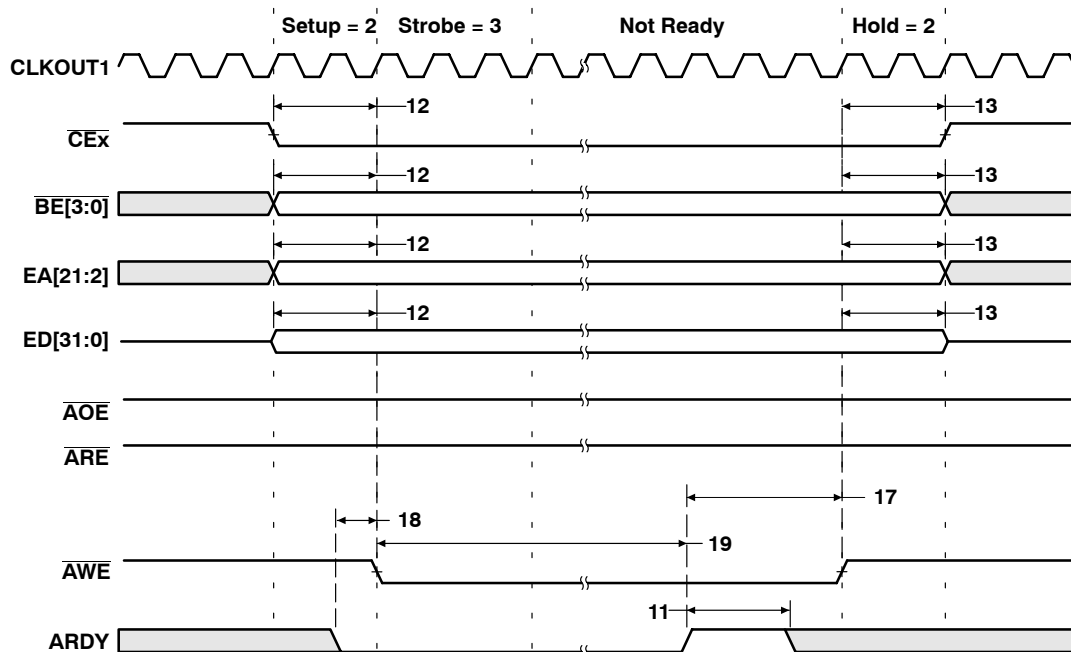 Setup = 2 Strobe = 3 Not Ready Hold = 2
CLKOUT1
12 13
CEx
12 13
BE[3:0]
12 13
EA[21:2]
12 13
ED[31:0]
AOE
ARE
17
18
19
AWE
11
ARDY